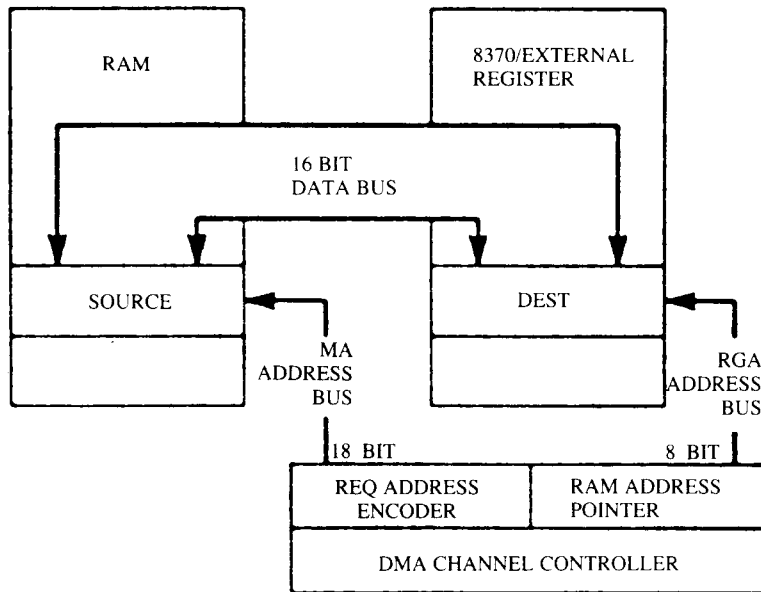 RAM
8370/EXTERNAL
REGISTER
16 BIT
DATA BUS
SOURCE
DEST
MA
ADDRESS
BUS
RGA
ADDRESS
BUS
18 BIT
8 BIT
REQ ADDRESS
ENCODER
RAM ADDRESS
POINTER
DMA CHANNEL CONTROLLER